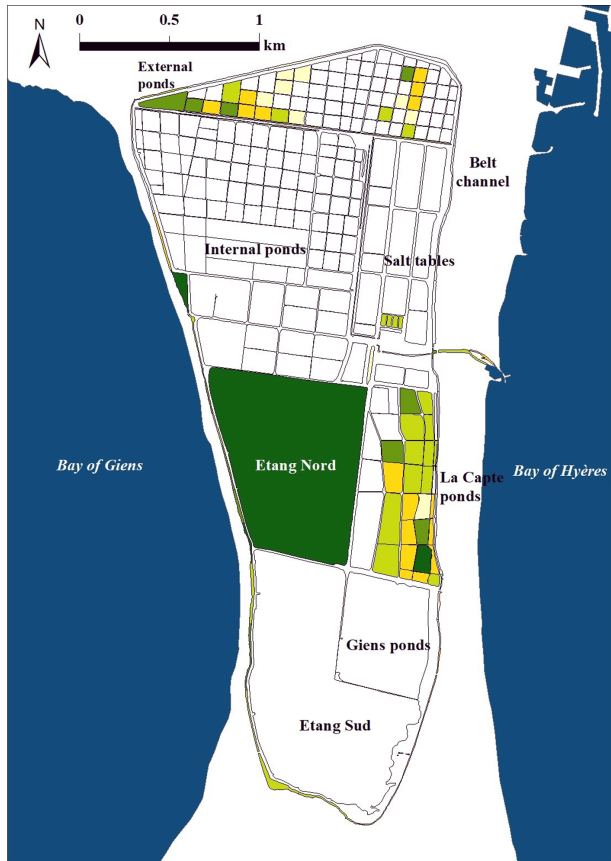 N
0 0.5 1
km
External
ponds
Belt
channel
Internal ponds
Salt tables
Bay of Giens
Etang Nord
La Capte
ponds
Bay of Hyères
Giens ponds
Etang Sud